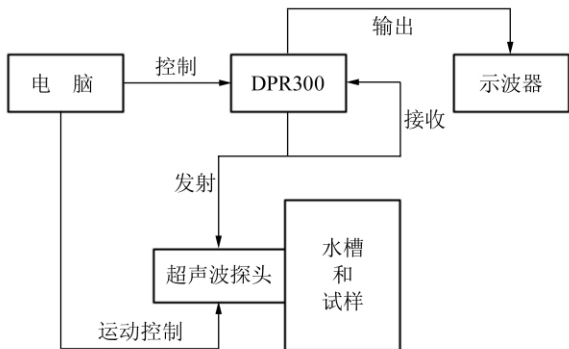 输出
电 脑
控制
DPR300
示波器
接收
发射
水槽
和
试样
超声波探头
运动控制